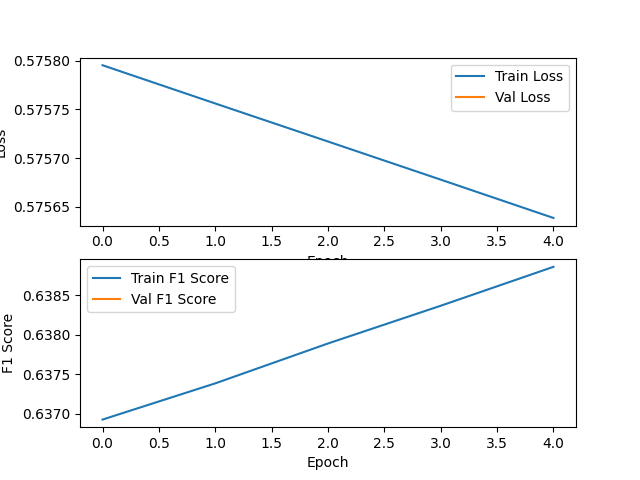 0.57580
0.57575
0.57570
0.57565
Loss
Train Loss
Val Loss
0.0 0.5 1.0 1.5 2.0 2.5 3.0 3.5 4.0
Epoch
0.6385
0.6380
0.6375
0.6370
F1 Score
Train F1 Score
Val F1 Score
0.0 0.5 1.0 1.5 2.0 2.5 3.0 3.5 4.0
Epoch